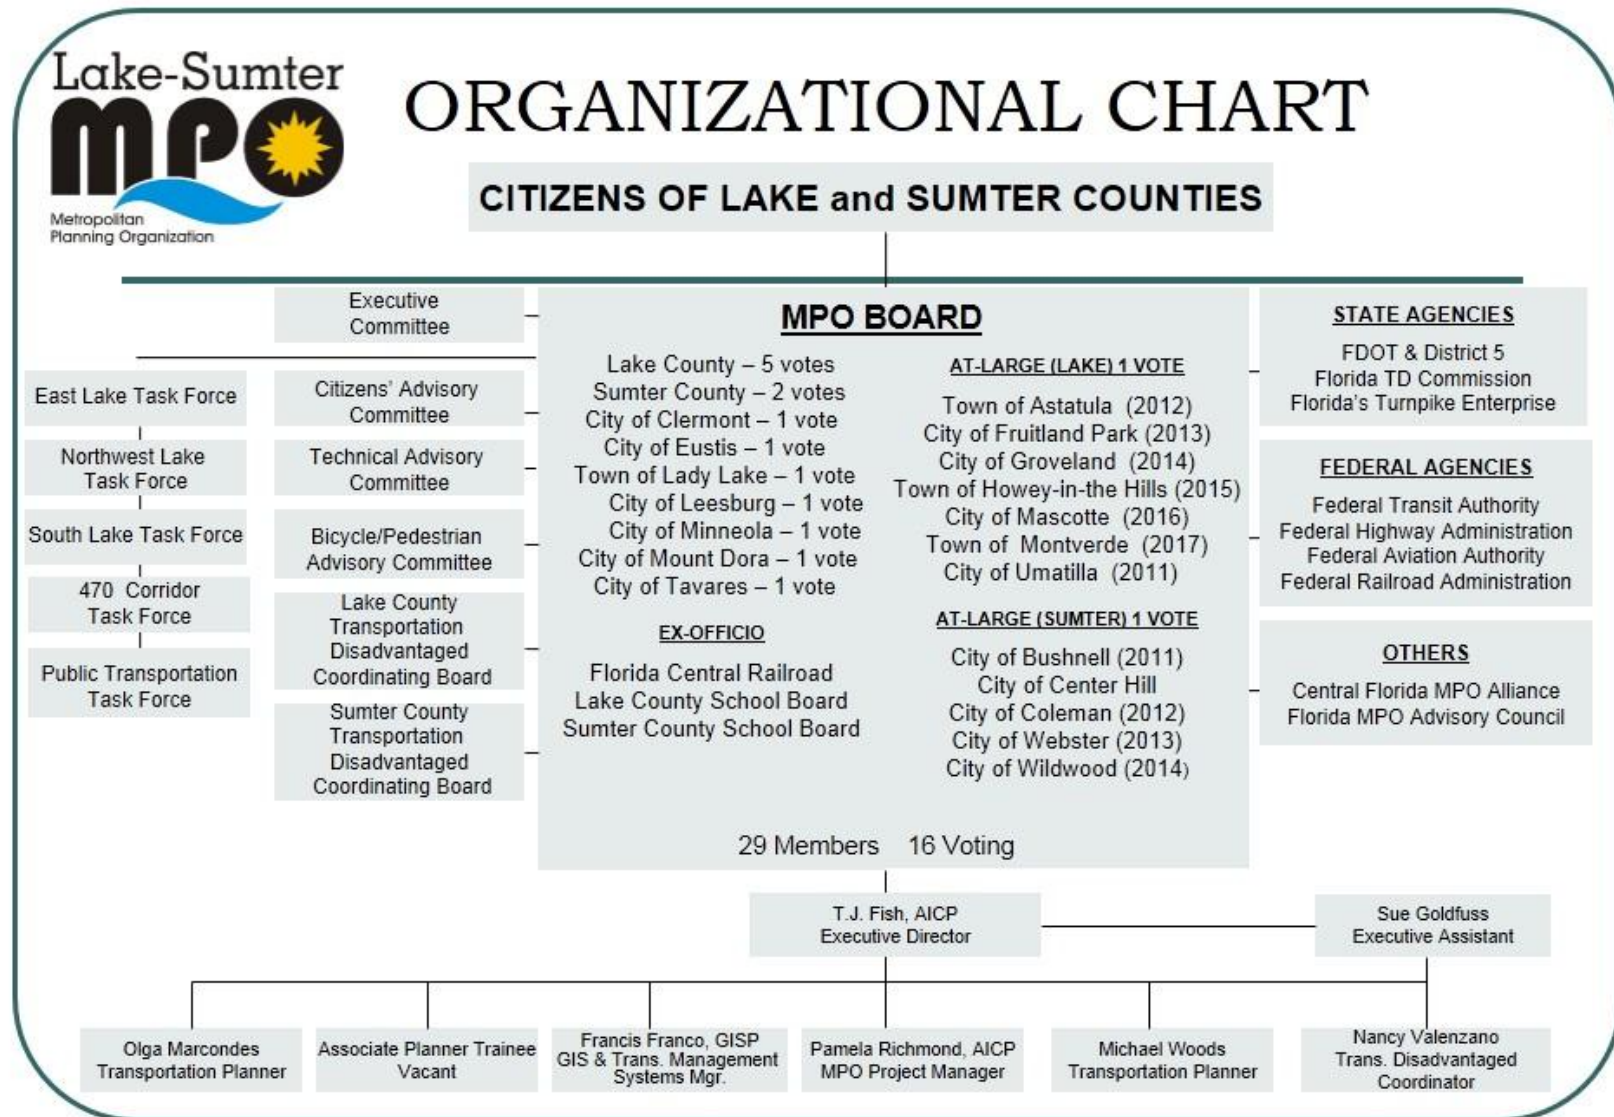 Lake-Sumter
MPO
Metropolitan
Planning Organization
ORGANIZATIONAL CHART
CITIZENS OF LAKE and SUMTER COUNTIES
Executive
Committee
East Lake Task Force
Northwest Lake
Task Force
South Lake Task Force
470 Corridor
Task Force
Public Transportation
Task Force
Citizens' Advisory
Committee
Technical Advisory
Committee
Bicycle/Pedestrian
Advisory Committee
Lake County
Transportation
Disadvantaged
Coordinating Board
Sumter County
Transportation
Disadvantaged
Coordinating Board
MPO BOARD
Lake County – 5 votes
Sumter County – 2 votes
City of Clermont – 1 vote
City of Eustis – 1 vote
Town of Lady Lake – 1 vote
City of Leesburg – 1 vote
City of Minneola – 1 vote
City of Mount Dora – 1 vote
City of Tavares – 1 vote
EX-OFFICIO
Florida Central Railroad
Lake County School Board
Sumter County School Board
AT-LARGE (LAKE) 1 VOTE
Town of Astatula (2012)
City of Fruitland Park (2013)
City of Groveland (2014)
Town of Howey-in-the Hills (2015)
City of Mascotte (2016)
Town of Montverde (2017)
City of Umatilla (2011)
AT-LARGE (SUMTER) 1 VOTE
City of Bushnell (2011)
City of Center Hill
City of Coleman (2012)
City of Webster (2013)
City of Wildwood (2014)
29 Members 16 Voting
STATE AGENCIES
FDOT & District 5
Florida TD Commission
Florida's Turnpike Enterprise
FEDERAL AGENCIES
Federal Transit Authority
Federal Highway Administration
Federal Aviation Authority
Federal Railroad Administration
OTHERS
Central Florida MPO Alliance
Florida MPO Advisory Council
T.J. Fish, AICP
Executive Director
Sue Goldfuss
Executive Assistant
Olga Marcondes
Transportation Planner
Associate Planner Trainee
Vacant
Francis Franco, GISP
GIS & Trans. Management
Systems Mgr.
Pamela Richmond, AICP
MPO Project Manager
Michael Woods
Transportation Planner
Nancy Valenzano
Trans. Disadvantaged
Coordinator